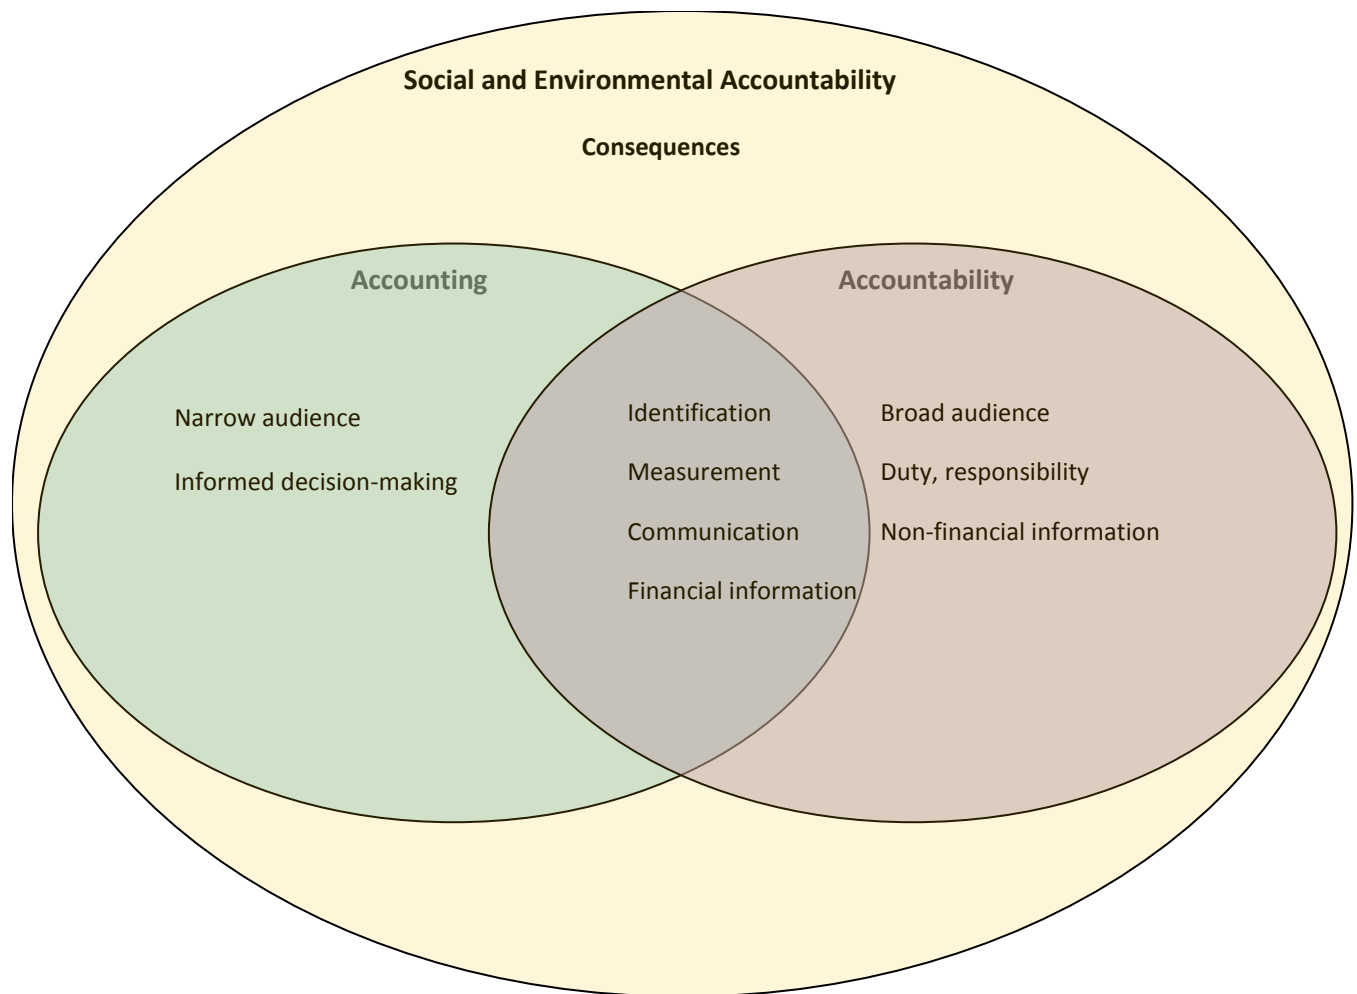 Social and Environmental Accountability
Consequences
Accounting
Accountability
Narrow audience
Informed decision-making
Identification
Measurement
Communication
Financial information
Broad audience
Duty, responsibility
Non-financial information